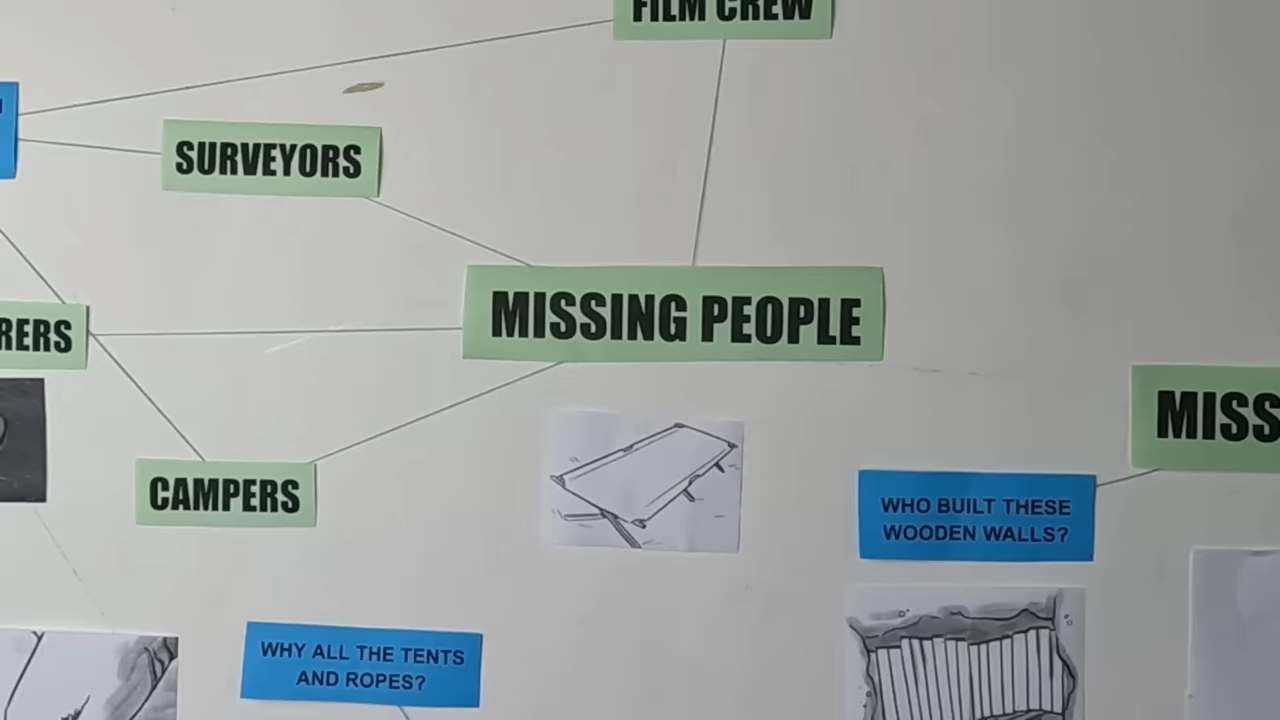 FILM CREW
SURVEYORS
MISSING PEOPLE
RERS
MISS
CAMPERS
WHO BUILT THESE
WOODEN WALLS?
WHY ALL THE TENTS
AND ROPES?